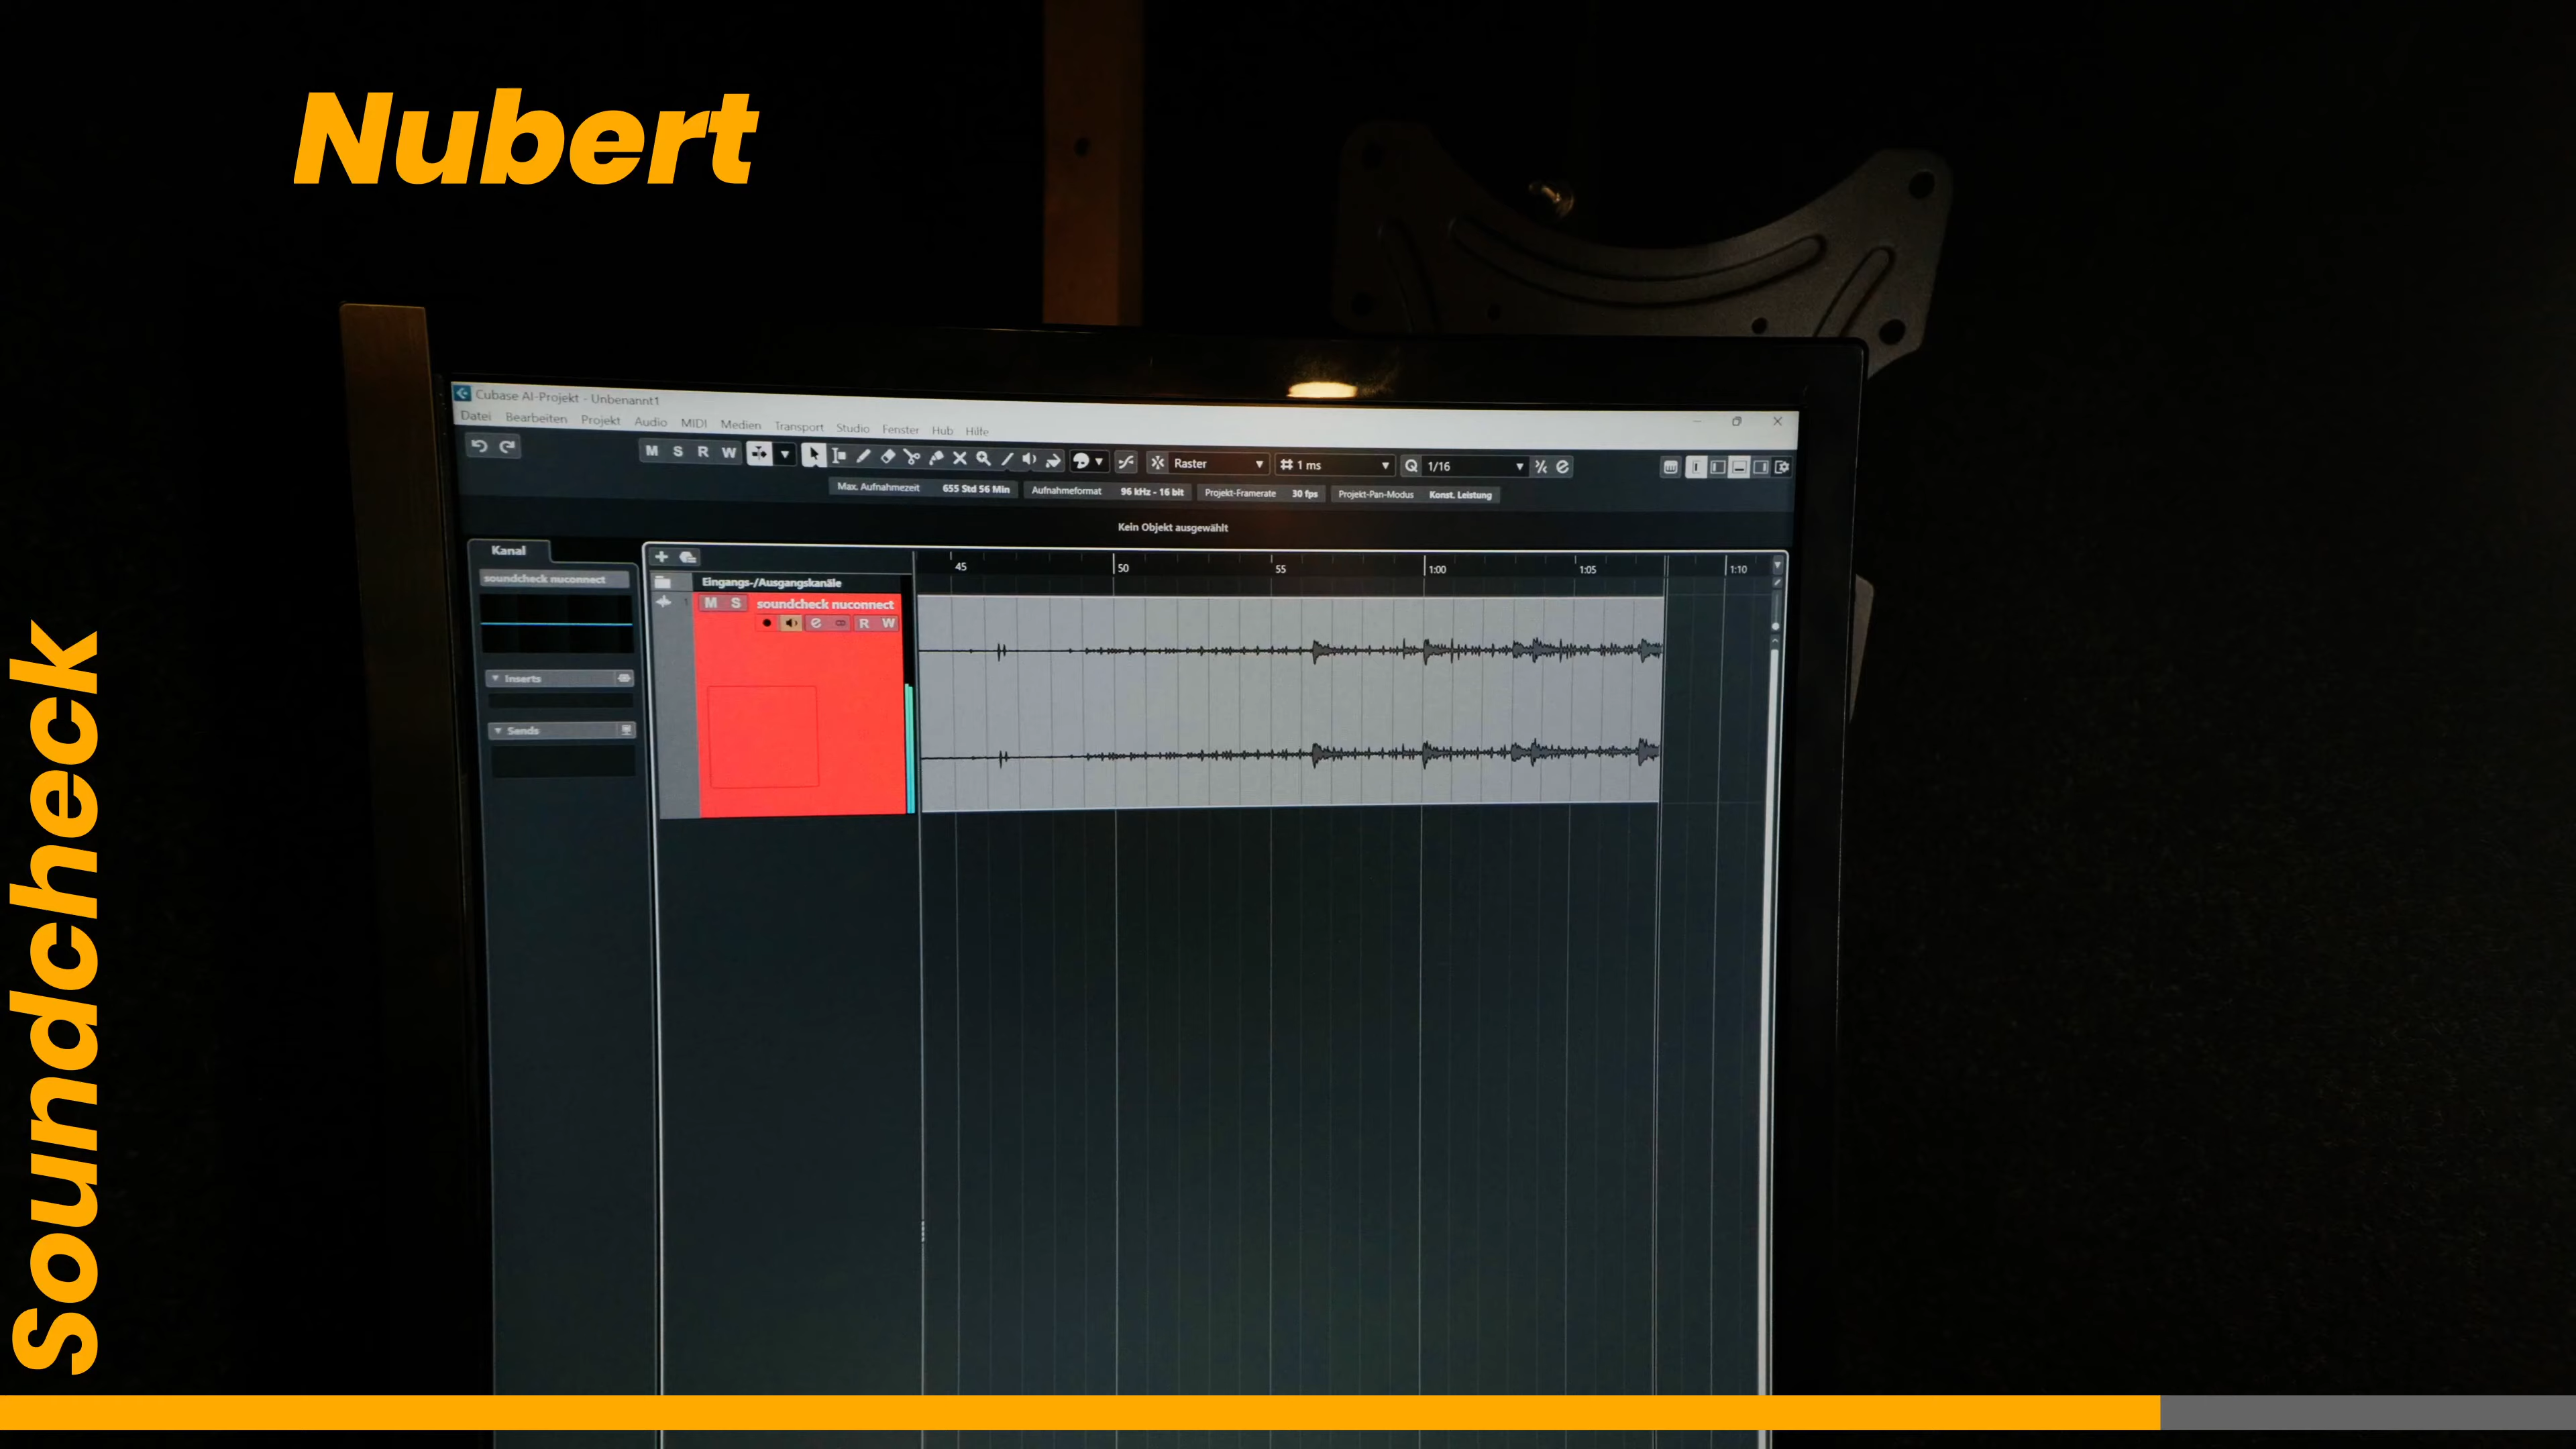 Nubert
Soundcheck
Cubase AI-Projekt - Unbenannt1
Datei Bearbeiten Projekt Audio MIDI Medien Transport Studio Fenster Hub Hilfe
M S R W Raster 1 ms Q 1/16
Max. Aufnahmezeit 655 Std 56 Min Aufnahmeformat 96 kHz - 16 bit Projekt-Framerate 30 fps Projekt-Pan-Modus Konst. Leistung
Kein Objekt ausgewählt
Kanal
soundcheck nuconnect
Inserts
Sends
45 50 55 1:00 1:05 1:10
Eingangs-/Ausgangskanäle
1 M S soundcheck nuconnect
e R W